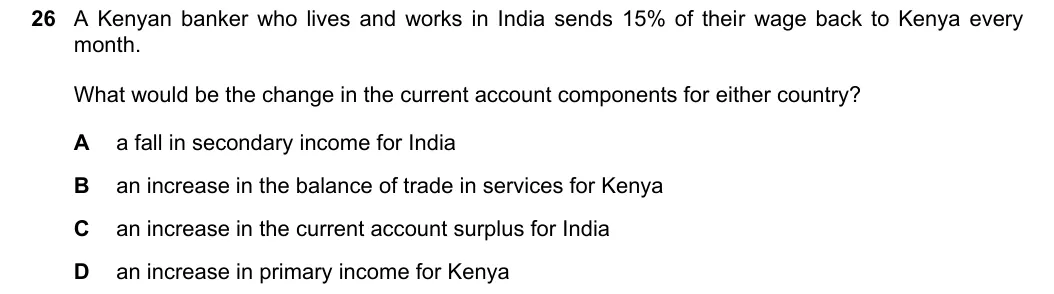 26 A Kenyan banker who lives and works in India sends 15% of their wage back to Kenya every
month.
What would be the change in the current account components for either country?
A a fall in secondary income for India
B an increase in the balance of trade in services for Kenya
C an increase in the current account surplus for India
D an increase in primary income for Kenya